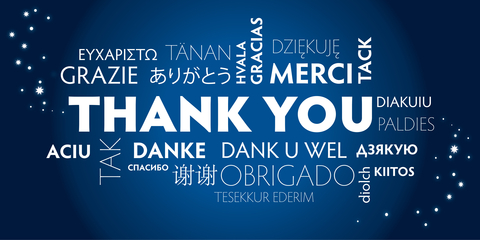 ΕΥΧΑΡΙΣΤΩ
TÄNAN
HVALA
GRACIAS
DZIĘKUJĘ
GRAZIE
ありがとう
MERCI
TACK
THANK YOU
DIAKUIU
PALDIES
ACIU
TAK
DANKE
DANK U WEL
ДЗЯКУЮ
СПАСИБО
谢谢
OBRIGADO
diolch
KIITOS
TESEKKUR EDERIM